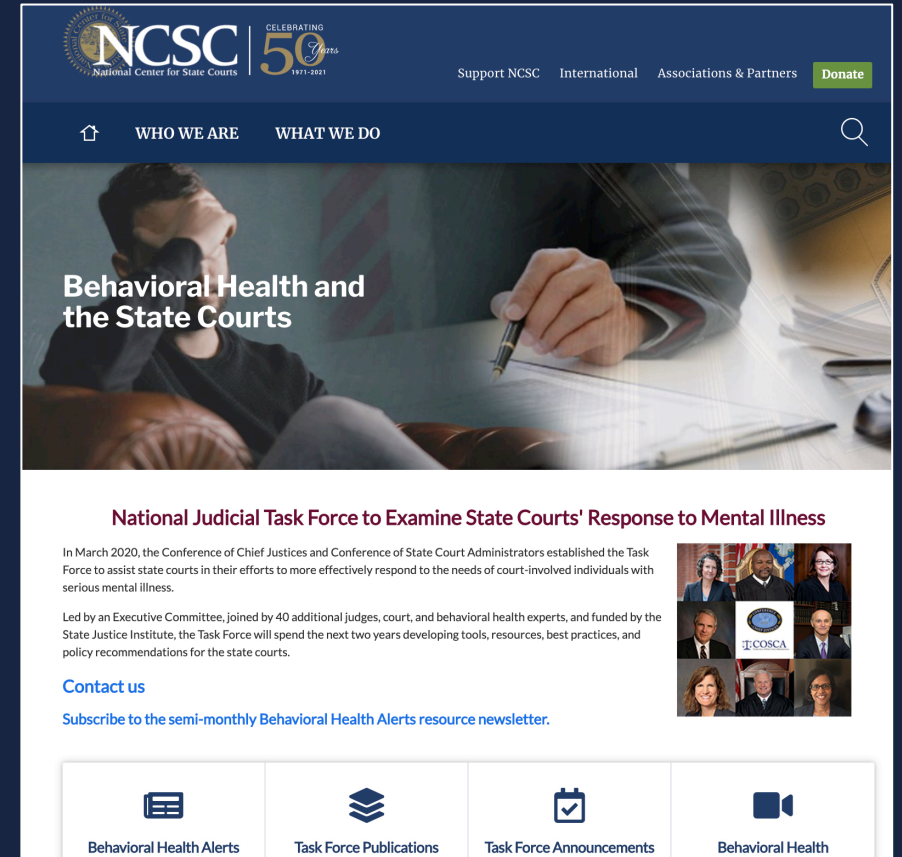 NCSC
National Center for State Courts
CELEBRATING
50 Years
1971-2021
Support NCSC International Associations & Partners Donate
WHO WE ARE WHAT WE DO
Behavioral Health and
the State Courts
National Judicial Task Force to Examine State Courts' Response to Mental Illness
In March 2020, the Conference of Chief Justices and Conference of State Court Administrators established the Task
Force to assist state courts in their efforts to more effectively respond to the needs of court-involved individuals with
serious mental illness.
Led by an Executive Committee, joined by 40 additional judges, court, and behavioral health experts, and funded by the
State Justice Institute, the Task Force will spend the next two years developing tools, resources, best practices, and
policy recommendations for the state courts.
COSCA
Contact us
Subscribe to the semi-monthly Behavioral Health Alerts resource newsletter.
Behavioral Health Alerts Task Force Publications Task Force Announcements Behavioral Health